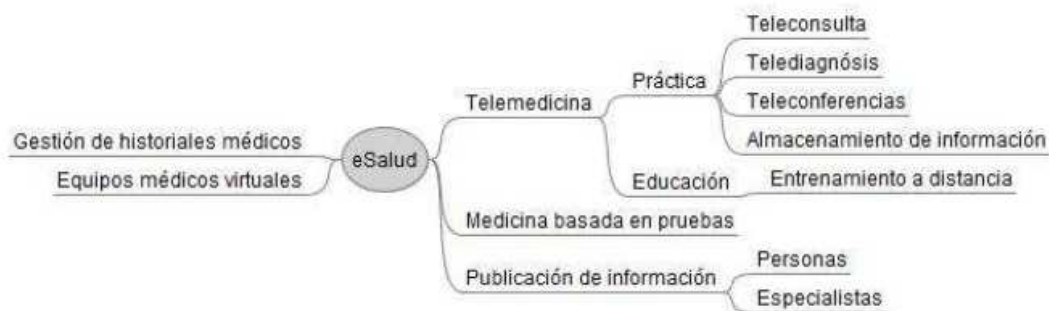 Teleconsulta
Telediagnósis
Práctica
Telemedicina
Teleconferencias
Gestión de historiales médicos
Almacenamiento de información
eSalud
Equipos médicos virtuales
Educación
Entrenamiento a distancia
Medicina basada en pruebas
Personas
Publicación de información
Especialistas